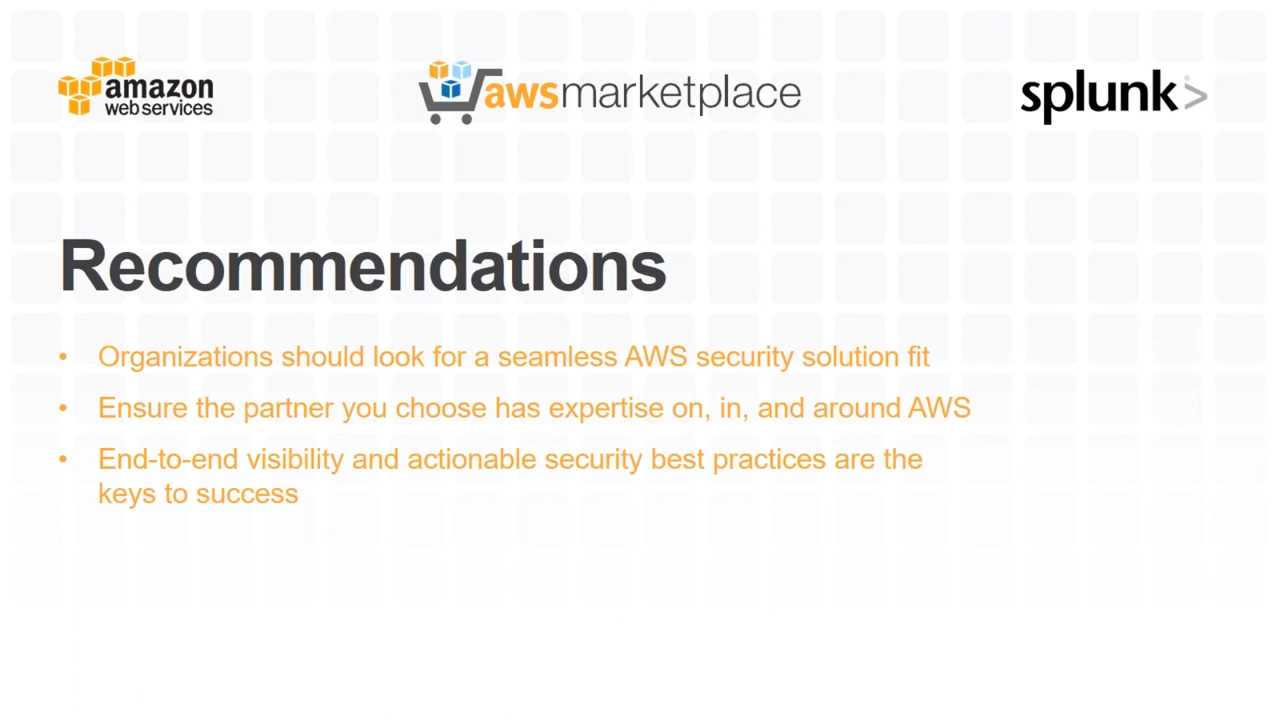 amazon
web services
awsmarketplace
splunk>
Recommendations
• Organizations should look for a seamless AWS security solution fit
• Ensure the partner you choose has expertise on, in, and around AWS
• End-to-end visibility and actionable security best practices are the
keys to success